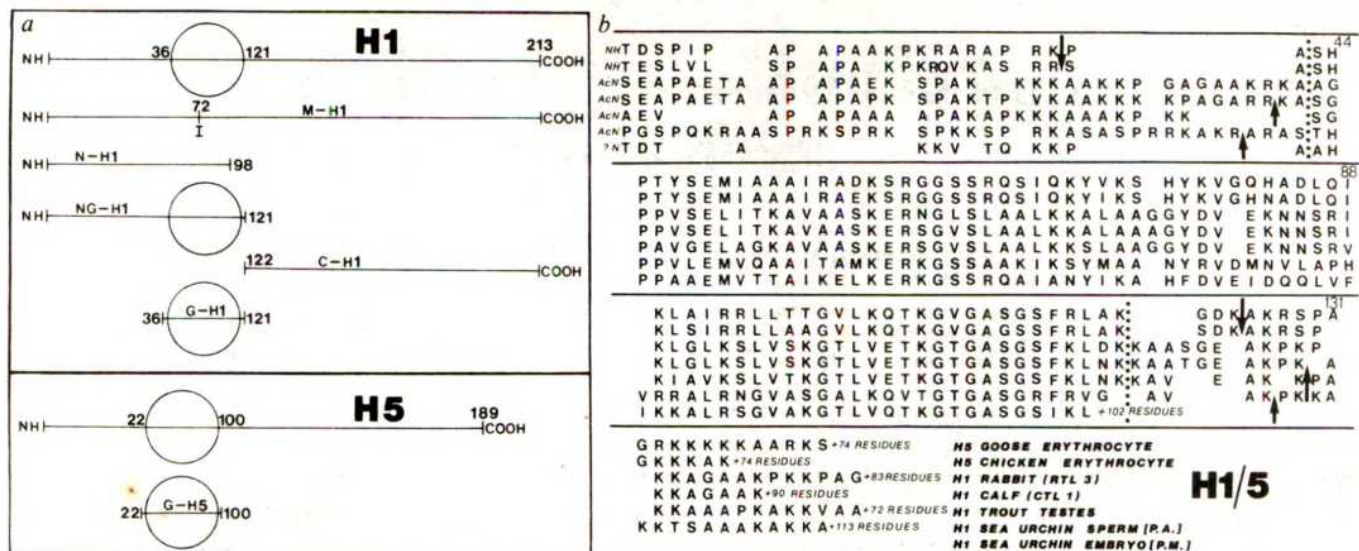 a
H1
36
121
213
NH
COOH
72
M-H1
NH
COOH
I
N-H1
NH
98
NG-H1
NH
121
122
C-H1
COOH
G-H1
36
121
H5
22
100
189
NH
COOH
G-H5
22
100
b
44
NH T D S P I P A P A P A A K P K R A R A P R K P A S H
NH T E S L V L S P A P A K P K R Q V K A S R R S A S H
AcN S E A P A E T A A P A P A E K S P A K K K K A A K K P G A G A A K R K A A G
AcN S E A P A E T A A P A P A P K S P A K T P V K A A K K K K P A G A R R K A S G
AcN A E V A P A P A A A A P A K A P K K K A A A K P K K S G
AcN P G S P Q K R A A S P R K S P R K S P K K S P R K A S A S P R R K A K R A R A S T H
? N T D T A K K V T Q K K P A A H
88
P T Y S E M I A A A I R A D K S R G G S S R Q S I Q K Y V K S H Y K V G Q H A D L Q I
P T Y S E M I A A A I R A E K S R G G S S R Q S I Q K Y I K S H Y K V G H N A D L Q I
P P V S E L I T K A V A A S K E R N G L S L A A L K K A L A A G G Y D V E K N N S R I
P P V S E L I T K A V A A S K E R S G V S L A A L K K A L A A A G Y D V E K N N S R I
P A V G E L A G K A V A A S K E R S G V S L A A L K K S L A A G G Y D V E K N N S R V
P P V L E M V Q A A I T A M K E R K G S S A A K I K S Y M A A N Y R V D M N V L A P H
P P A A E M V T T A I K E L K E R K G S S R Q A I A N Y I K A H F D V E I D Q Q L V F
131
K L A I R R L L T T G V L K Q T K G V G A S G S F R L A K G D K A K R S P A
K L S I R R L L A A G V L K Q T K G V G A S G S F R L A K S D K A K R S P
K L G L K S L V S K G T L V E T K G T G A S G S F K L D K K A A S G E A K P K P
K L G L K S L V S K G T L V E T K G T G A S G S F K L N K K A A T G E A K P K A
K I A V K S L V T K G T L V E T K G T G A S G S F K L N K K A V E A K K P A
V R R A L R N G V A S G A L K Q V T G T G A S G R F R V G A V A K P K K A
I K K A L R S G V A K G T L V Q T K G T G A S G S I K L +102 RESIDUES
G R K K K K K A A R K S +74 RESIDUES
G K K K A K +74 RESIDUES
K K A G A A K P K K P A G +83 RESIDUES
K K A G A A K +90 RESIDUES
K K A A A P K A K K V A A +72 RESIDUES
K K T S A A A K A K K A +113 RESIDUES
H5 GOOSE ERYTHROCYTE
H5 CHICKEN ERYTHROCYTE
H1 RABBIT (RTL 3)
H1 CALF (CTL 1)
H1 TROUT TESTES
H1 SEA URCHIN SPERM [P.A.]
H1 SEA URCHIN EMBRYO [P.M.]
H1/5